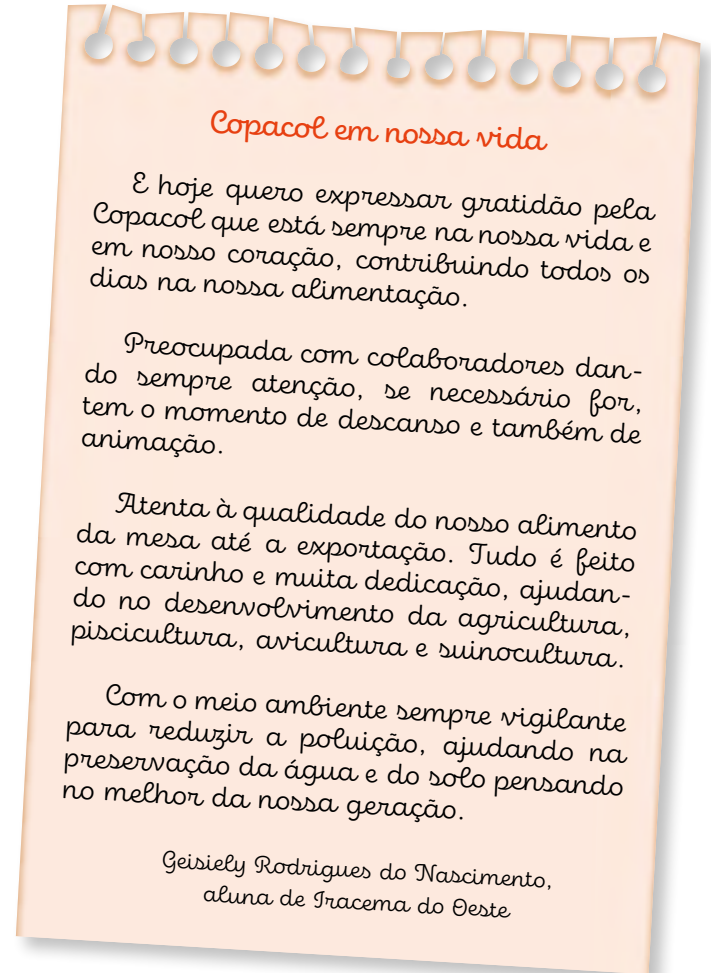 Copacol em nossa vida
E hoje quero expressar gratidão pela
Copacol que está sempre na nossa vida e
em nosso coração, contribuindo todos os
dias na nossa alimentação.
Preocupada com colaboradores dan-
do sempre atenção, se necessário for,
tem o momento de descanso e também de
animação.
Atenta à qualidade do nosso alimento
da mesa até a exportação. Tudo é feito
com carinho e muita dedicação, ajudan-
do no desenvolvimento da agricultura,
piscicultura, avicultura e suinocultura.
Com o meio ambiente sempre vigilante
para reduzir a poluição, ajudando na
preservação da água e do solo pensando
no melhor da nossa geração.
Geisiely Rodrigues do Nascimento,
aluna de Iracema do Oeste